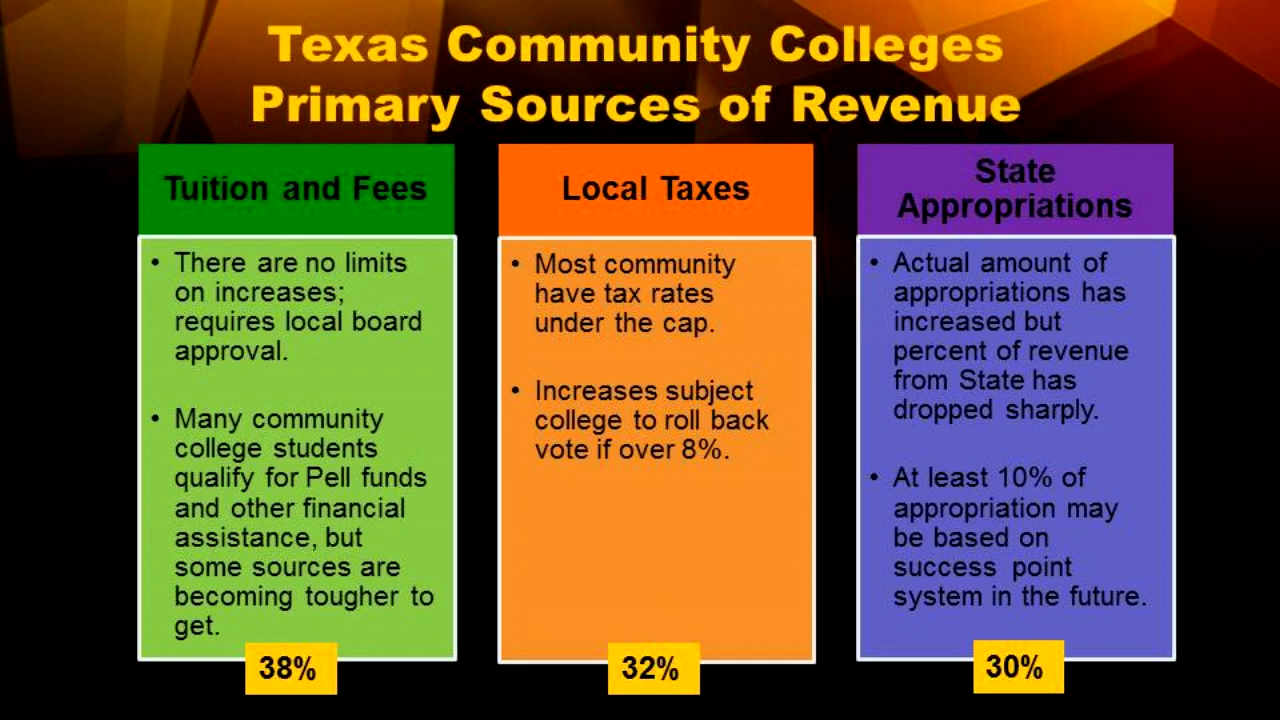 Texas Community Colleges
Primary Sources of Revenue
Tuition and Fees
• There are no limits
on increases;
requires local board
approval.
• Many community
college students
qualify for Pell funds
and other financial
assistance, but
some sources are
becoming tougher to
get.
38%
Local Taxes
• Most community
have tax rates
under the cap.
• Increases subject
college to roll back
vote if over 8%.
32%
State
Appropriations
• Actual amount of
appropriations has
increased but
percent of revenue
from State has
dropped sharply.
• At least 10% of
appropriation may
be based on
success point
system in the future.
30%